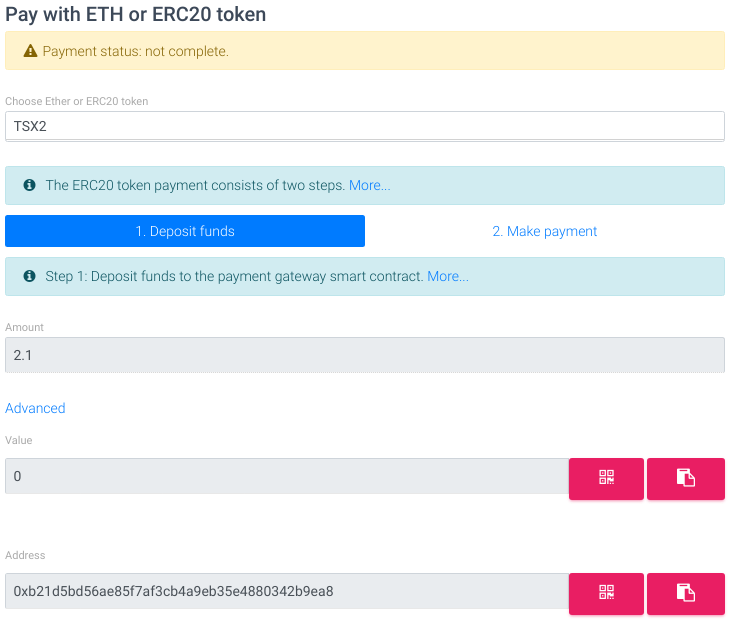 Pay with ETH or ERC20 token
Payment status: not complete.
Choose Ether or ERC20 token
TSX2
The ERC20 token payment consists of two steps. More...
1. Deposit funds
2. Make payment
Step 1: Deposit funds to the payment gateway smart contract. More...
Amount
2.1
Advanced
Value
0
Address
0xb21d5bd56ae85f7af3cb4a9eb35e4880342b9ea8